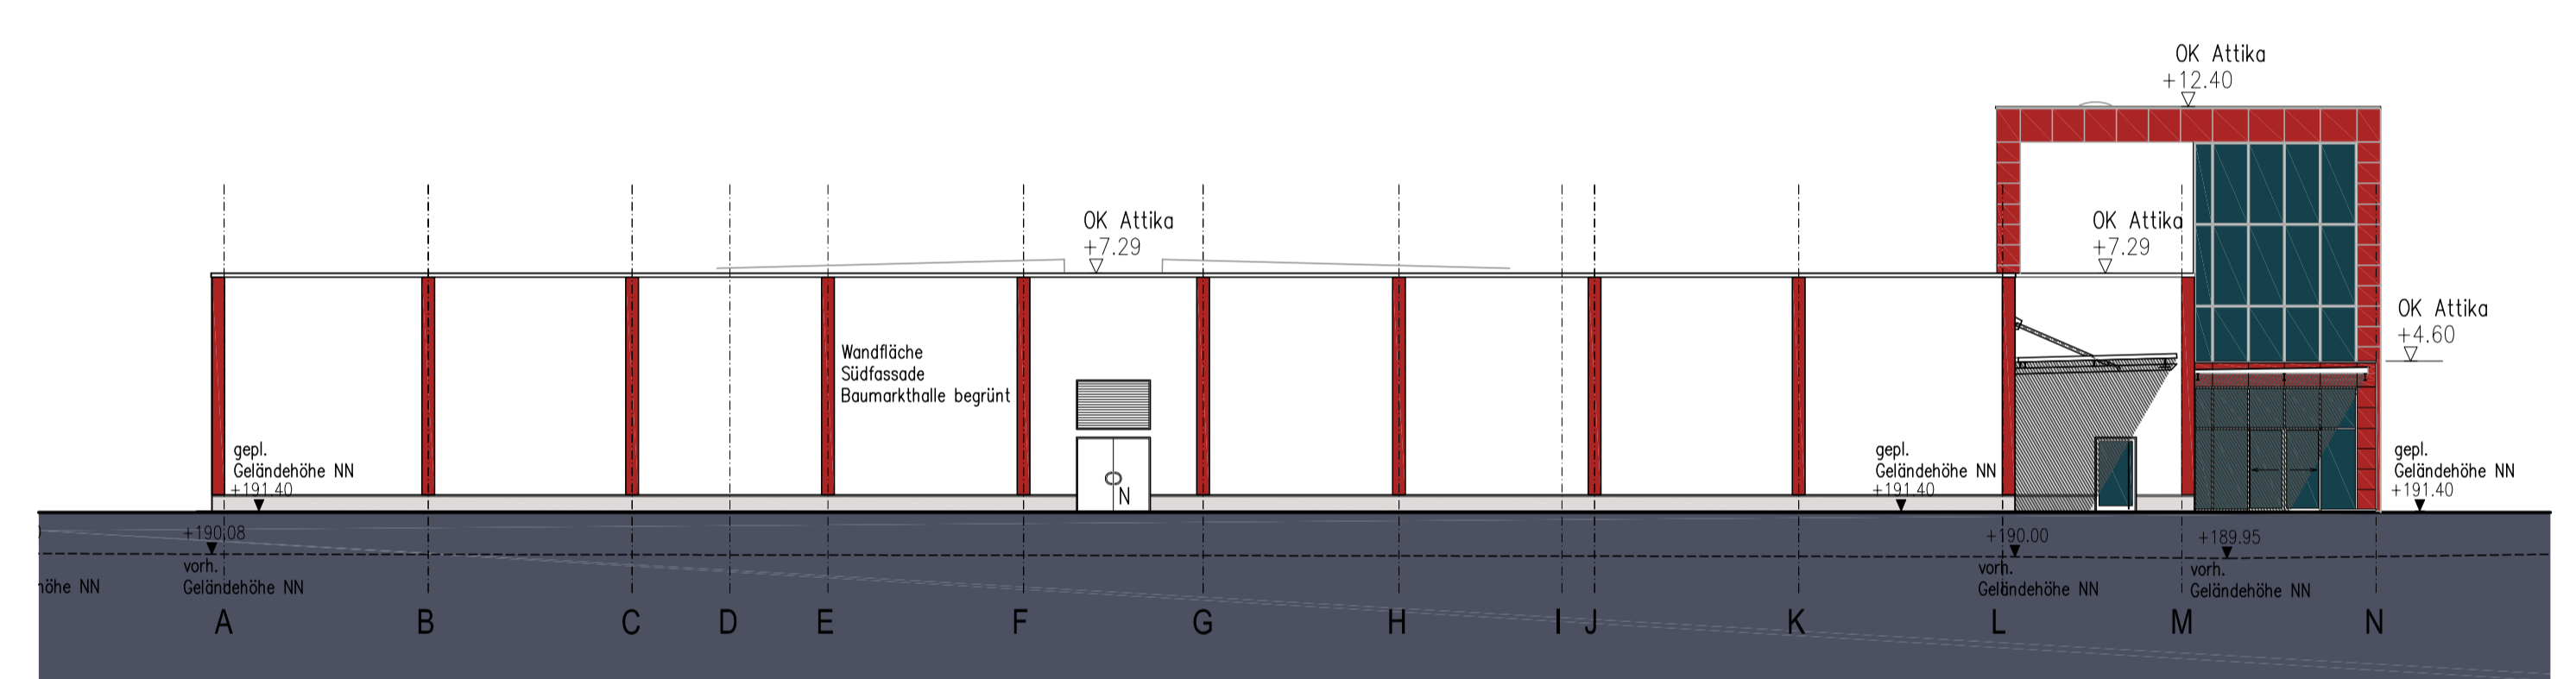 OK Attika
+12.40
OK Attika
+7.29
OK Attika
+7.29
OK Attika
+4.60
Wandfläche
Südfassade
Baumarkthalle begrünt
gepl.
Geländehöhe NN
+191.40
N
gepl.
Geländehöhe NN
+191.40
gepl.
Geländehöhe NN
+191.40
+190.08
vorh.
Geländehöhe NN
+190.00
vorh.
Geländehöhe NN
+189.95
vorh.
Geländehöhe NN
höhe NN
A B C D E F G H I J K L M N